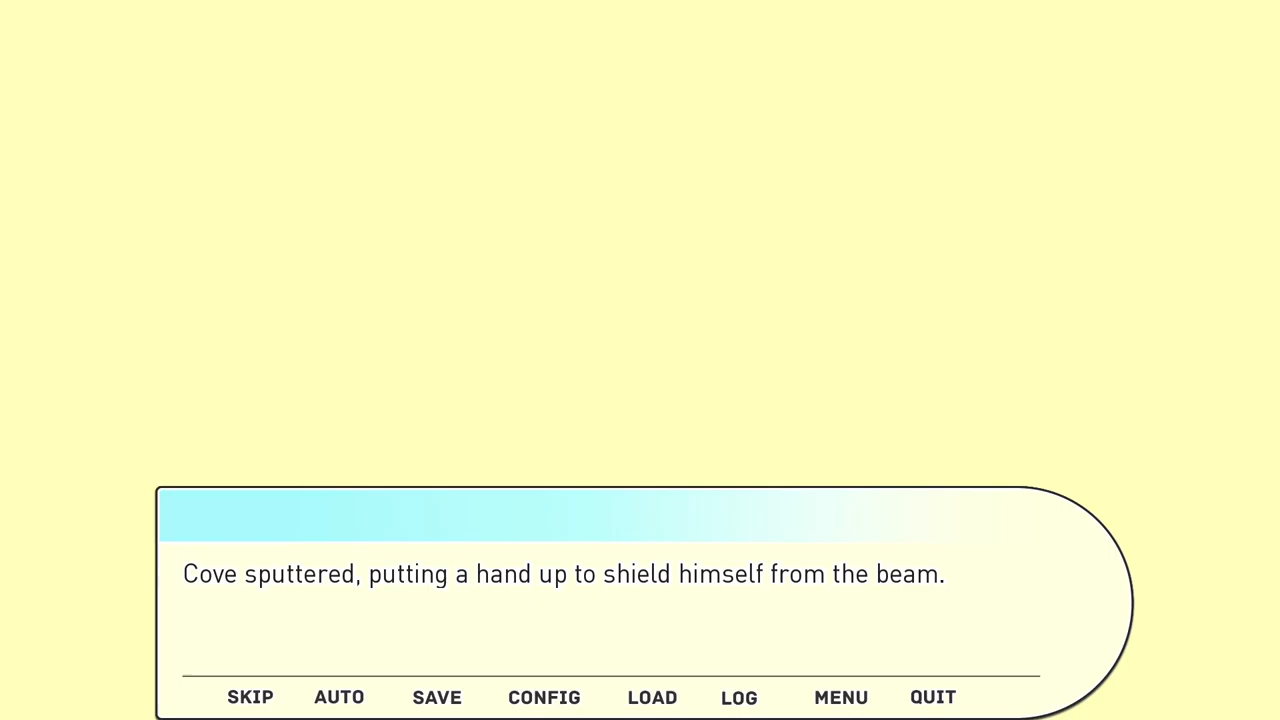 Cove sputtered, putting a hand up to shield himself from the beam.
SKIP AUTO SAVE CONFIG LOAD LOG MENU QUIT